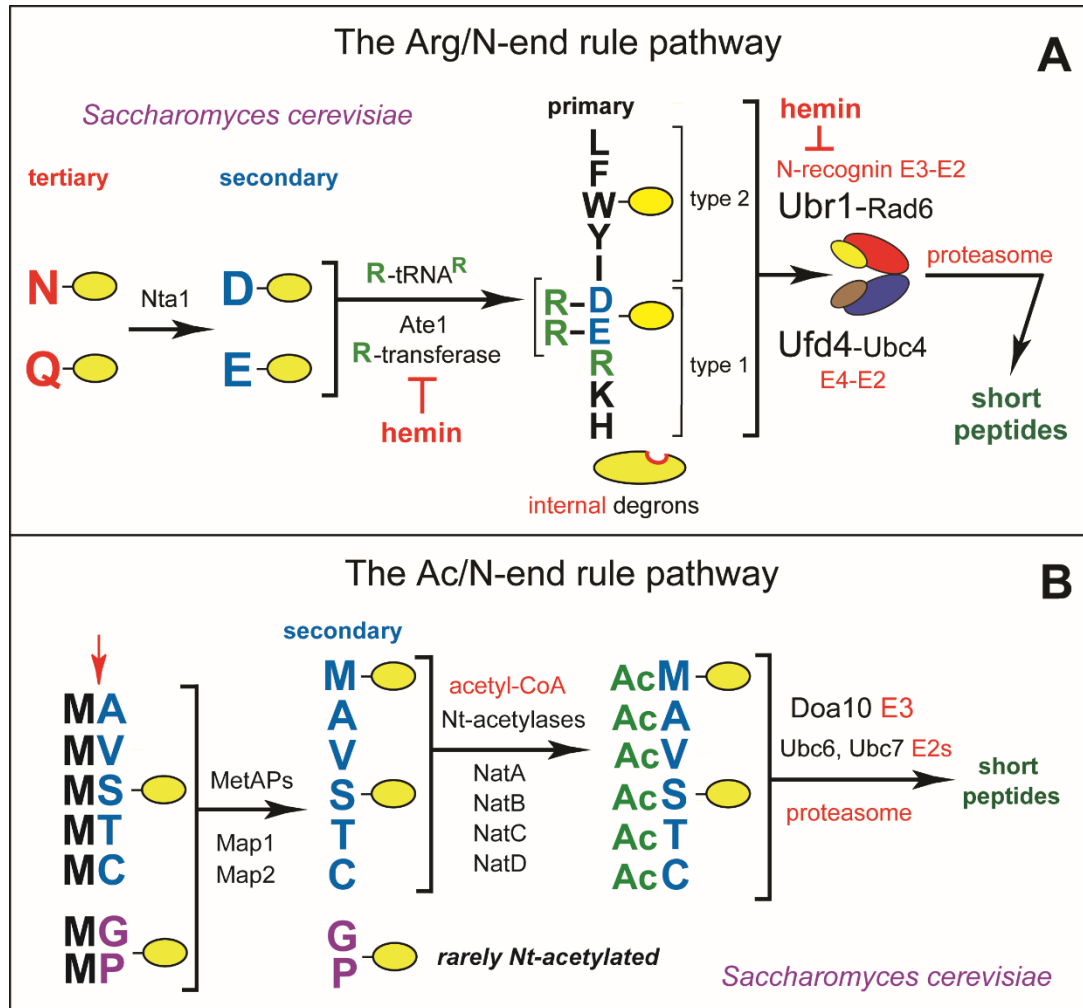 The Arg/N-end rule pathway
A
Saccharomyces cerevisiae
tertiary
secondary
primary
N
Q
Nta1
D
E
R-tRNAR
Ate1
R-transferase
hemin
L
F
W
Y
I
R-D
R-E
R
K
H
type 2
type 1
internal degrons
hemin
N-recognin E3-E2
Ubr1-Rad6
proteasome
Ufd4-Ubc4
E4-E2
short
peptides
The Ac/N-end rule pathway
B
MA
MV
MS
MT
MC
MG
MP
MetAPs
Map1
Map2
secondary
M
A
V
S
T
C
G
P
rarely Nt-acetylated
acetyl-CoA
Nt-acetylases
NatA
NatB
NatC
NatD
AcM
AcA
AcV
AcS
AcT
AcC
Doa10 E3
Ubc6, Ubc7 E2s
proteasome
short
peptides
Saccharomyces cerevisiae